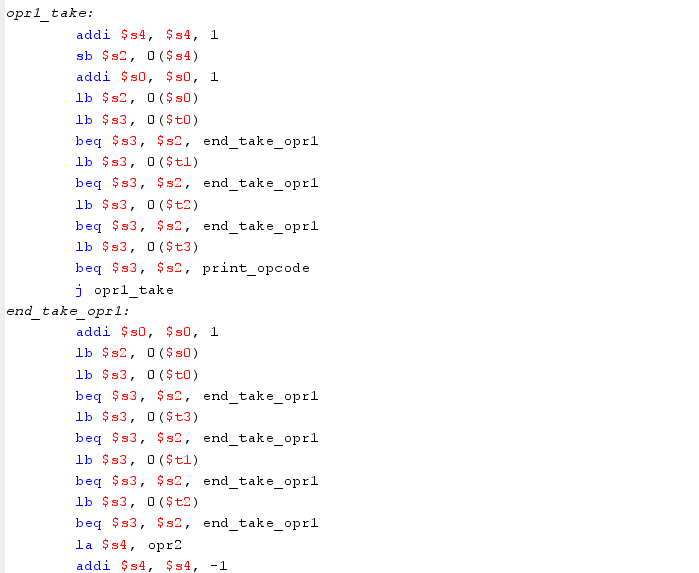 opr1_take:
addi $s4, $s4, 1
sb $s2, 0($s4)
addi $s0, $s0, 1
lb $s2, 0($s0)
lb $s3, 0($t0)
beq $s3, $s2, end_take_opr1
lb $s3, 0($t1)
beq $s3, $s2, end_take_opr1
lb $s3, 0($t2)
beq $s3, $s2, end_take_opr1
lb $s3, 0($t3)
beq $s3, $s2, print_opcode
j opr1_take
end_take_opr1:
addi $s0, $s0, 1
lb $s2, 0($s0)
lb $s3, 0($t0)
beq $s3, $s2, end_take_opr1
lb $s3, 0($t3)
beq $s3, $s2, end_take_opr1
lb $s3, 0($t1)
beq $s3, $s2, end_take_opr1
lb $s3, 0($t2)
beq $s3, $s2, end_take_opr1
la $s4, opr2
addi $s4, $s4, -1